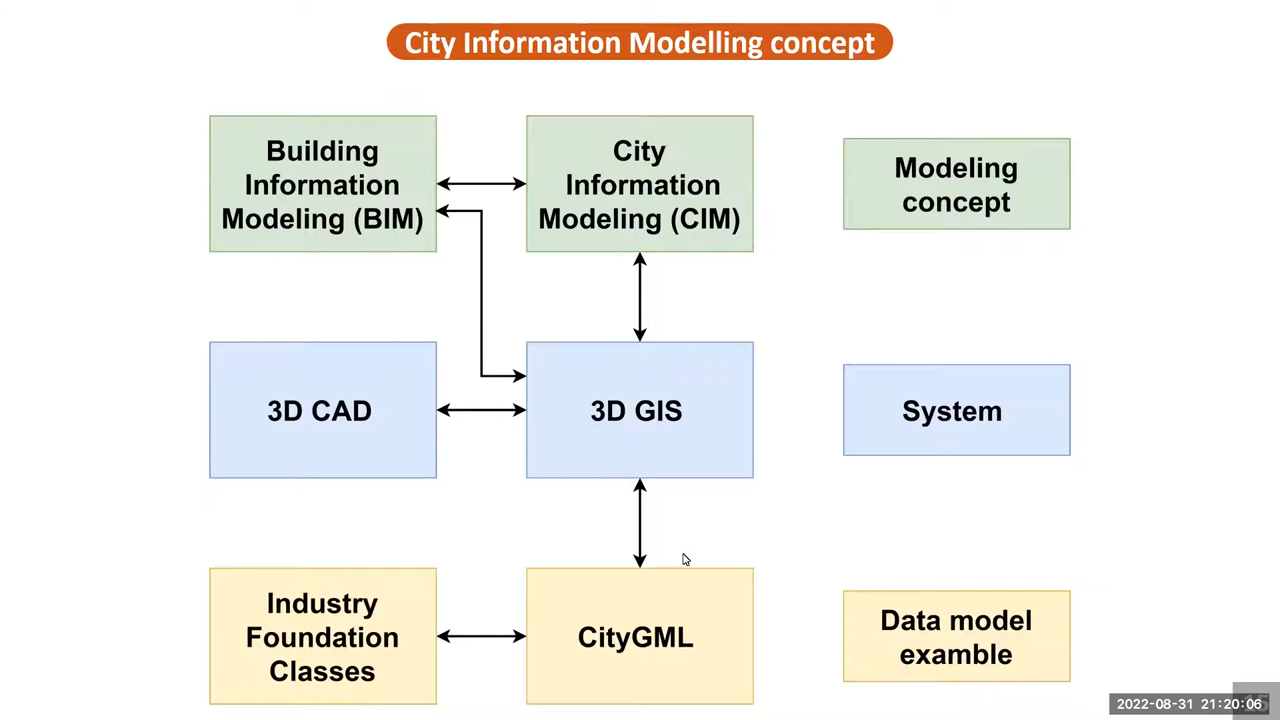 City Information Modelling concept
Building
Information
Modeling (BIM)
City
Information
Modeling (CIM)
Modeling
concept
3D CAD
3D GIS
System
Industry
Foundation
Classes
CityGML
Data model
examble
2022-08-31 21:20:06
15